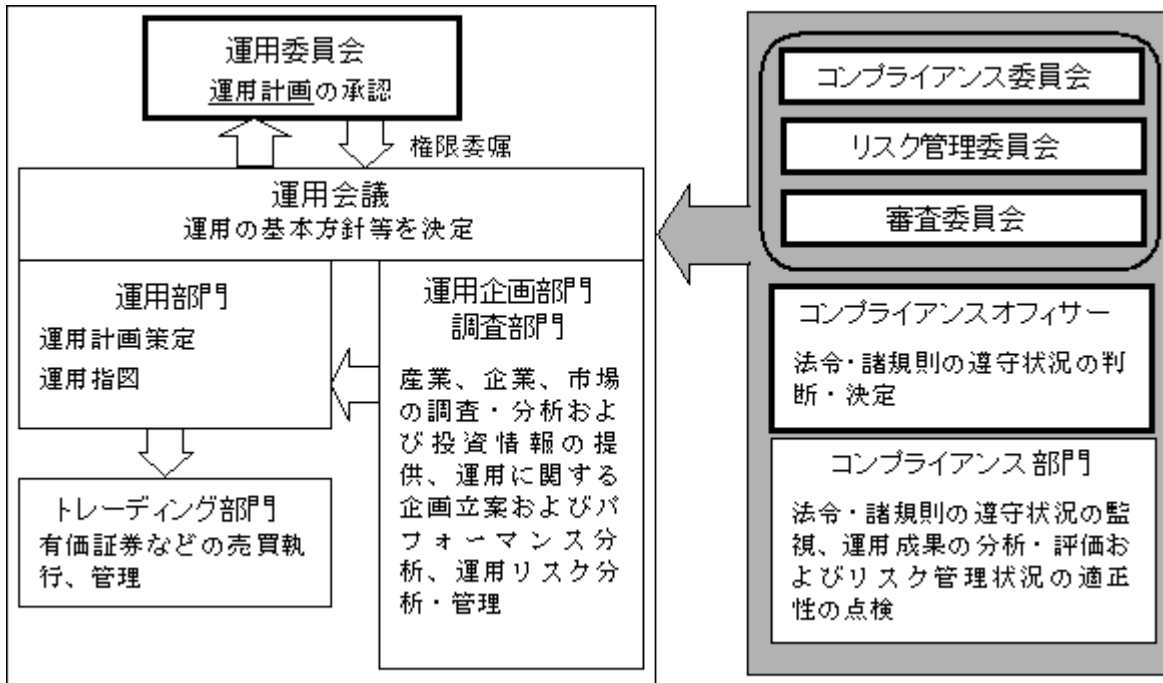 運用委員会
運用計画の承認
権限委嘱
運用会議
運用の基本方針等を決定
運用部門
運用計画策定
運用指図
運用企画部門
調査部門
産業、企業、市場
の調査・分析およ
び投資情報の提
供、運用に関する
企画立案およびパ
フォーマンス分
析、運用リスク分
析・管理
トレーディング部門
有価証券などの売買執
行、管理
コンプライアンス委員会
リスク管理委員会
審査委員会
コンプライアンスオフィサー
法令・諸規則の遵守状況の判
断・決定
コンプライアンス部門
法令・諸規則の遵守状況の監
視、運用成果の分析・評価お
よびリスク管理状況の適正
性の点検